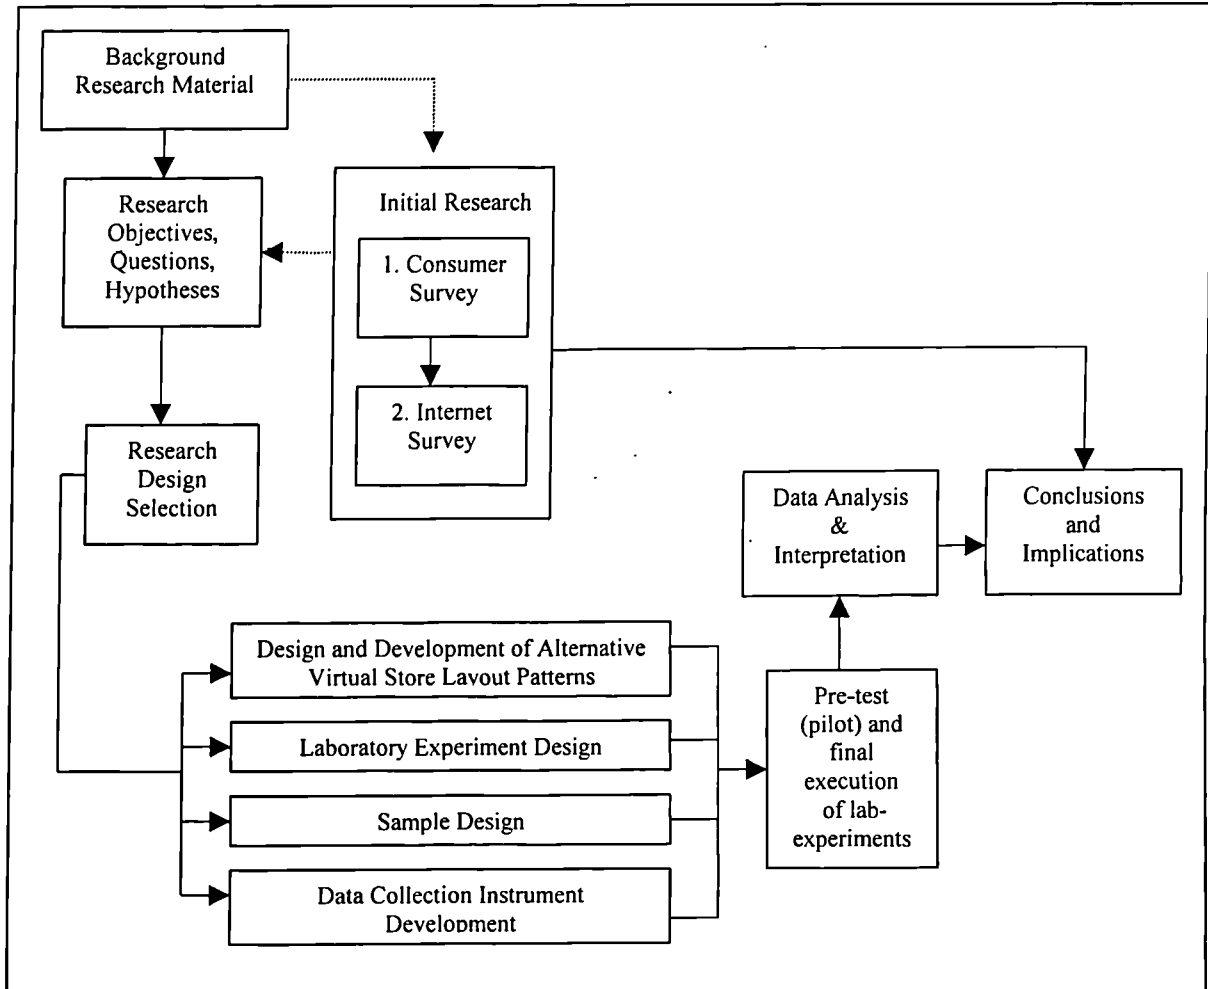 Background
Research Material
Research
Objectives,
Questions,
Hypotheses
Initial Research
1. Consumer
Survey
2. Internet
Survey
Research
Design
Selection
Data Analysis
&
Interpretation
Conclusions
and
Implications
Design and Development of Alternative
Virtual Store Layout Patterns
Laboratory Experiment Design
Sample Design
Data Collection Instrument
Development
Pre-test
(pilot) and
final
execution
of lab-
experiments